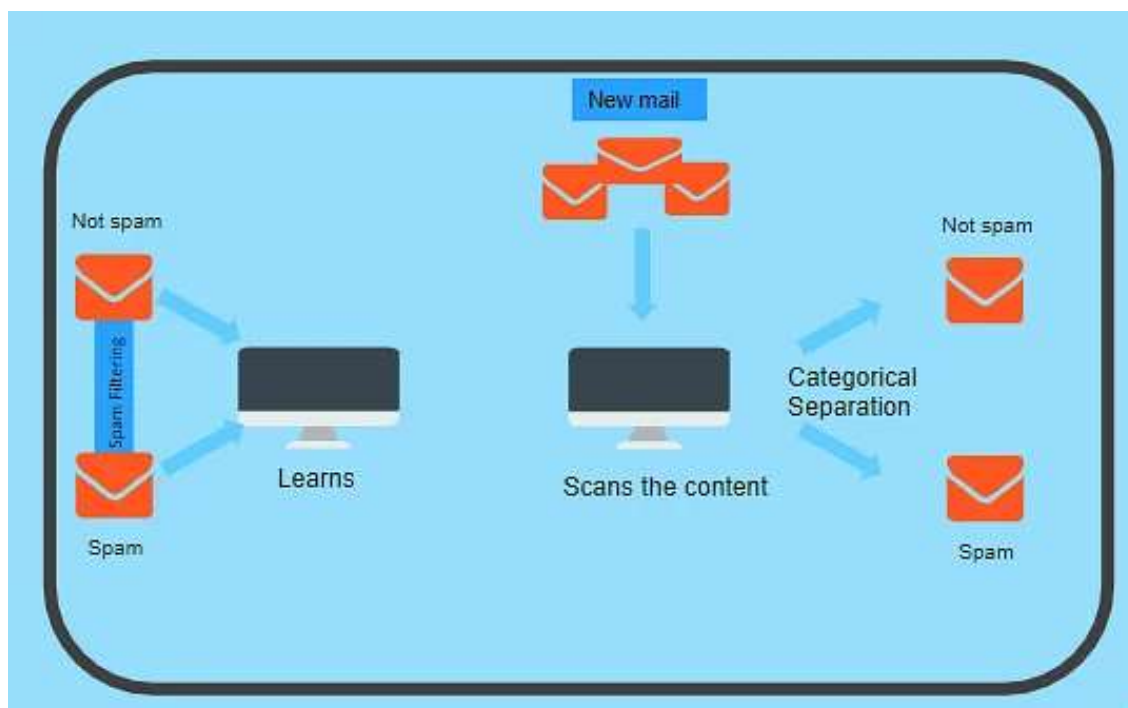 New mail
Not spam
Spam Filtering
Spam
Learns
Scans the content
Categorical
Separation
Not spam
Spam